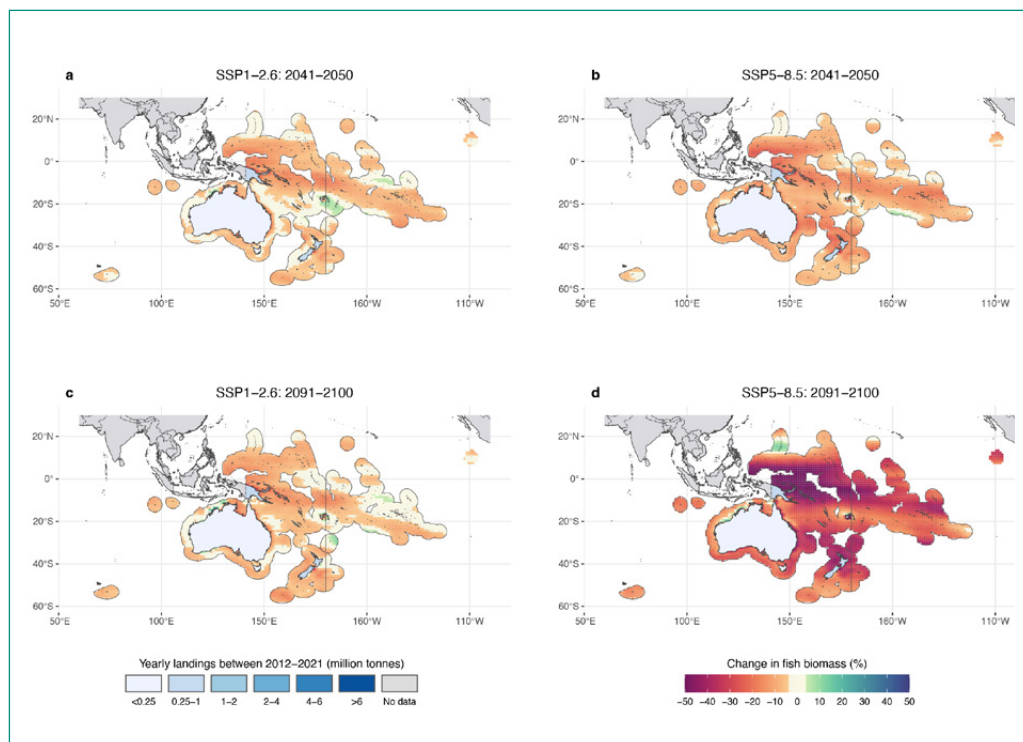 a SSP1–2.6: 2041–2050
20°N
0°
20°S
40°S
60°S
50°E 100°E 150°E 160°W 110°W
b SSP5–8.5: 2041–2050
20°N
0°
20°S
40°S
60°S
50°E 100°E 150°E 160°W 110°W
c SSP1–2.6: 2091–2100
20°N
0°
20°S
40°S
60°S
50°E 100°E 150°E 160°W 110°W
d SSP5–8.5: 2091–2100
20°N
0°
20°S
40°S
60°S
50°E 100°E 150°E 160°W 110°W
Yearly landings between 2012–2021 (million tonnes)
<0.25 0.25–1 1–2 2–4 4–6 >6 No data
Change in fish biomass (%)
−50 −40 −30 −20 −10 0 10 20 30 40 50